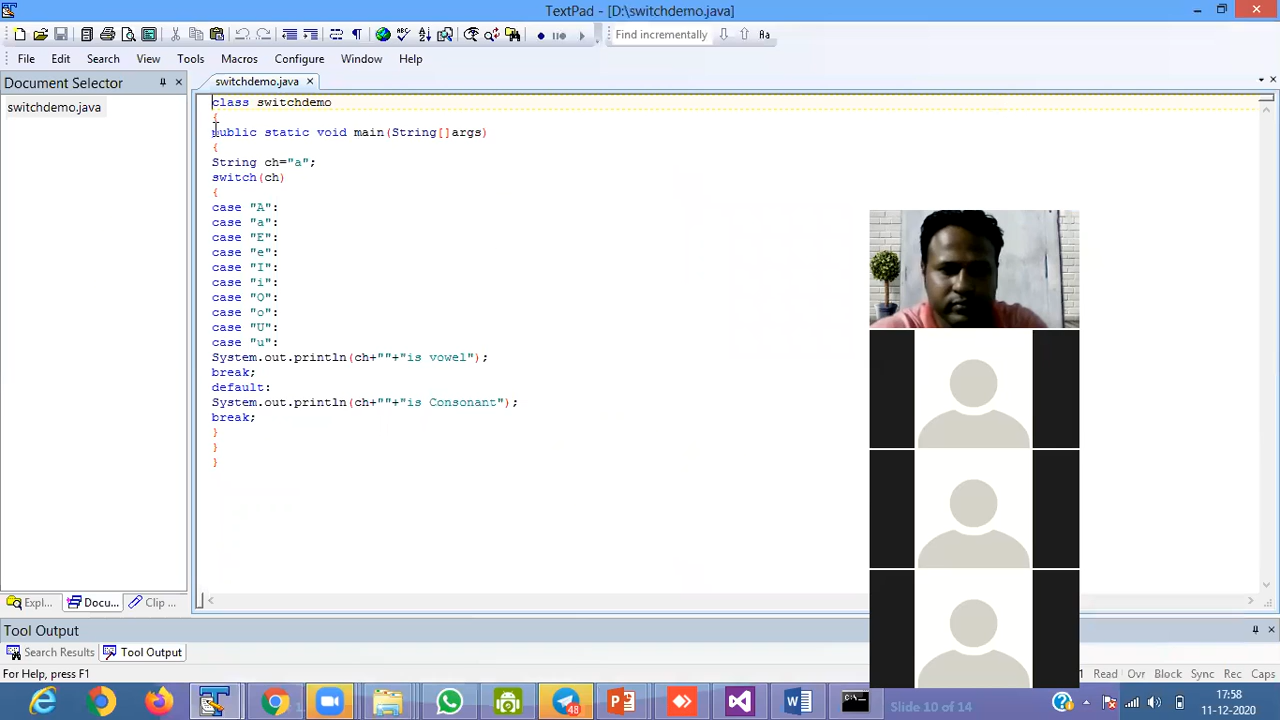 TextPad - [D:\switchdemo.java]
Find incrementally
Aa
File Edit Search View Tools Macros Configure Window Help
Document Selector
switchdemo.java
switchdemo.java
class switchdemo
{
public static void main(String[]args)
{
String ch="a";
switch(ch)
{
case "A":
case "a":
case "E":
case "e":
case "I":
case "i":
case "O":
case "o":
case "U":
case "u":
System.out.println(ch+""+"is vowel");
break;
default:
System.out.println(ch+""+"is Consonant");
break;
}
}
}
Expl...
Docu...
Clip ...
Tool Output
Search Results Tool Output
For Help, press F1
1 Read Ovr Block Sync Rec Caps
48
Slide 10 of 14
17:58
11-12-2020